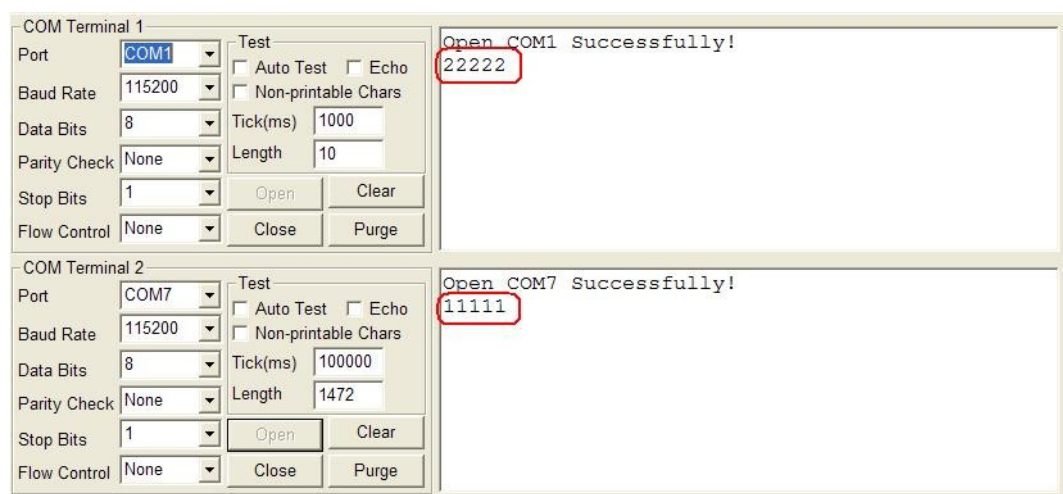 COM Terminal 1
Port COM1
Baud Rate 115200
Data Bits 8
Parity Check None
Stop Bits 1
Flow Control None
Test
Auto Test Echo
Non-printable Chars
Tick(ms) 1000
Length 10
Open Clear
Close Purge
Open COM1 Successfully!
22222
COM Terminal 2
Port COM7
Baud Rate 115200
Data Bits 8
Parity Check None
Stop Bits 1
Flow Control None
Test
Auto Test Echo
Non-printable Chars
Tick(ms) 100000
Length 1472
Open Clear
Close Purge
Open COM7 Successfully!
11111